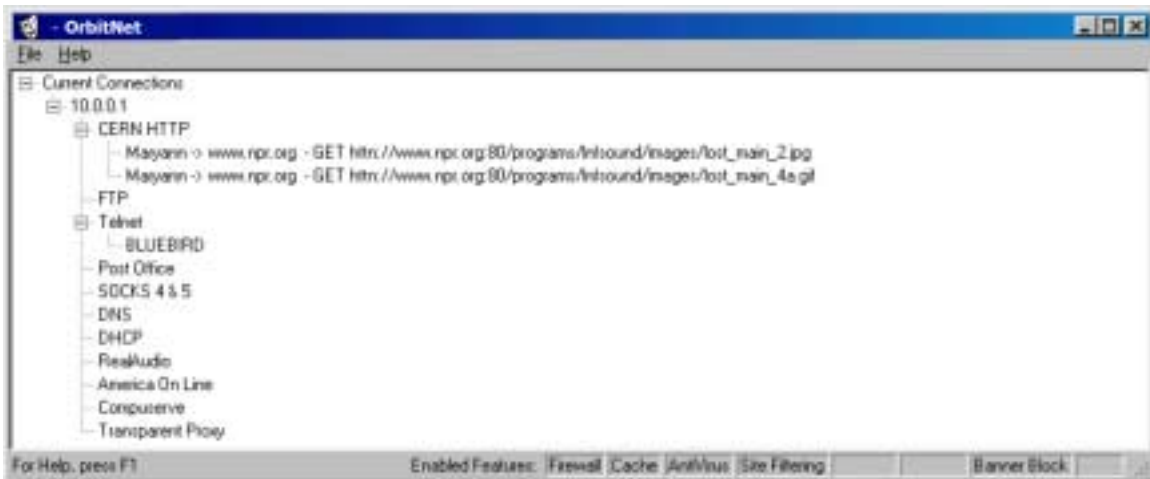 - OrbitNet
File Help
Current Connections
10.0.0.1
CERN HTTP
Maryann -> www.npr.org - GET http://www.npr.org:80/programs/lnfsound/images/lost_main_2.jpg
Maryann -> www.npr.org - GET http://www.npr.org:80/programs/lnfsound/images/lost_main_4a.gif
FTP
Telnet
BLUEBIRD
Post Office
SOCKS 4 & 5
DNS
DHCP
RealAudio
America On Line
Compuserve
Transparent Proxy
For Help, press F1 Enabled Features: Firewall Cache AntiVirus Site Filtering Banner Block